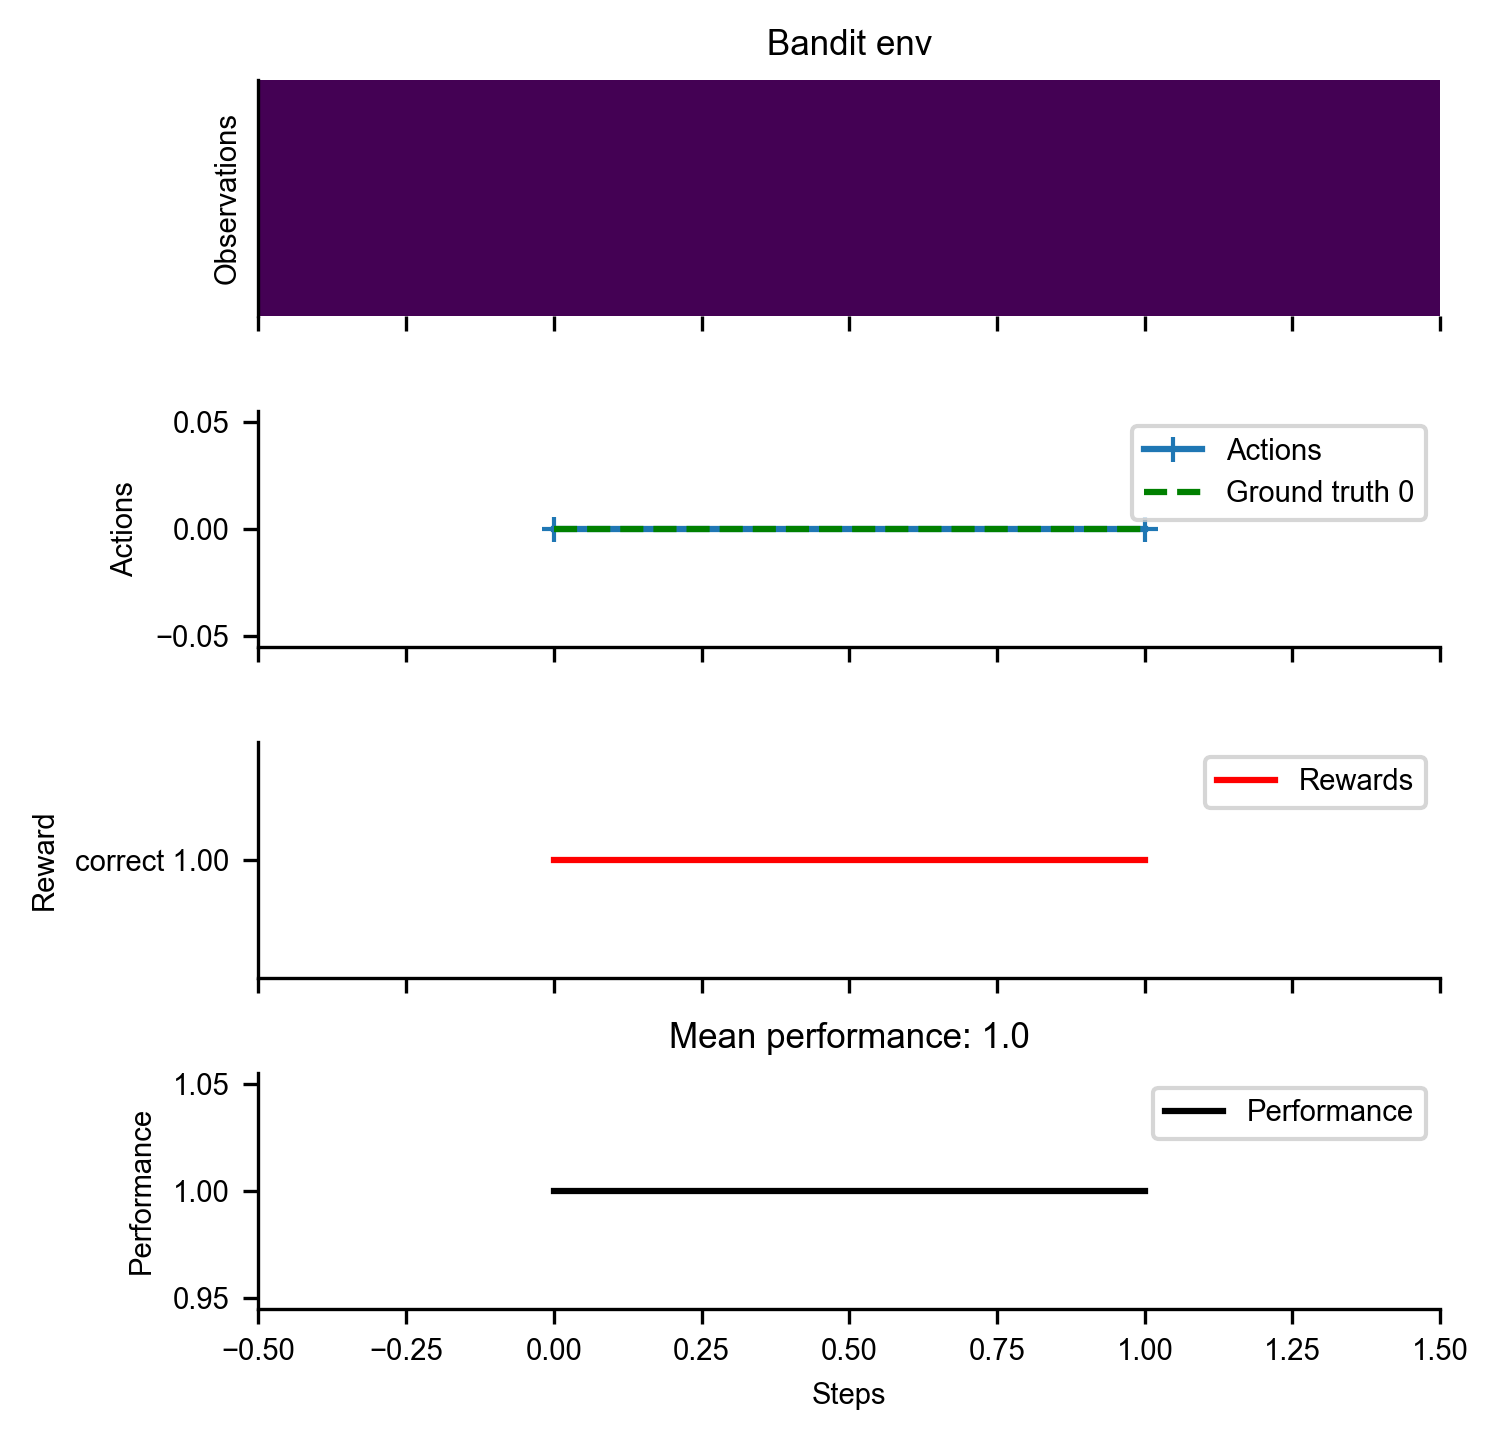 Bandit env
Observations
0.05
0.00
−0.05
Actions
Actions
Ground truth 0
Reward
correct 1.00
Rewards
Mean performance: 1.0
1.05
1.00
0.95
Performance
Performance
−0.50 −0.25 0.00 0.25 0.50 0.75 1.00 1.25 1.50
Steps